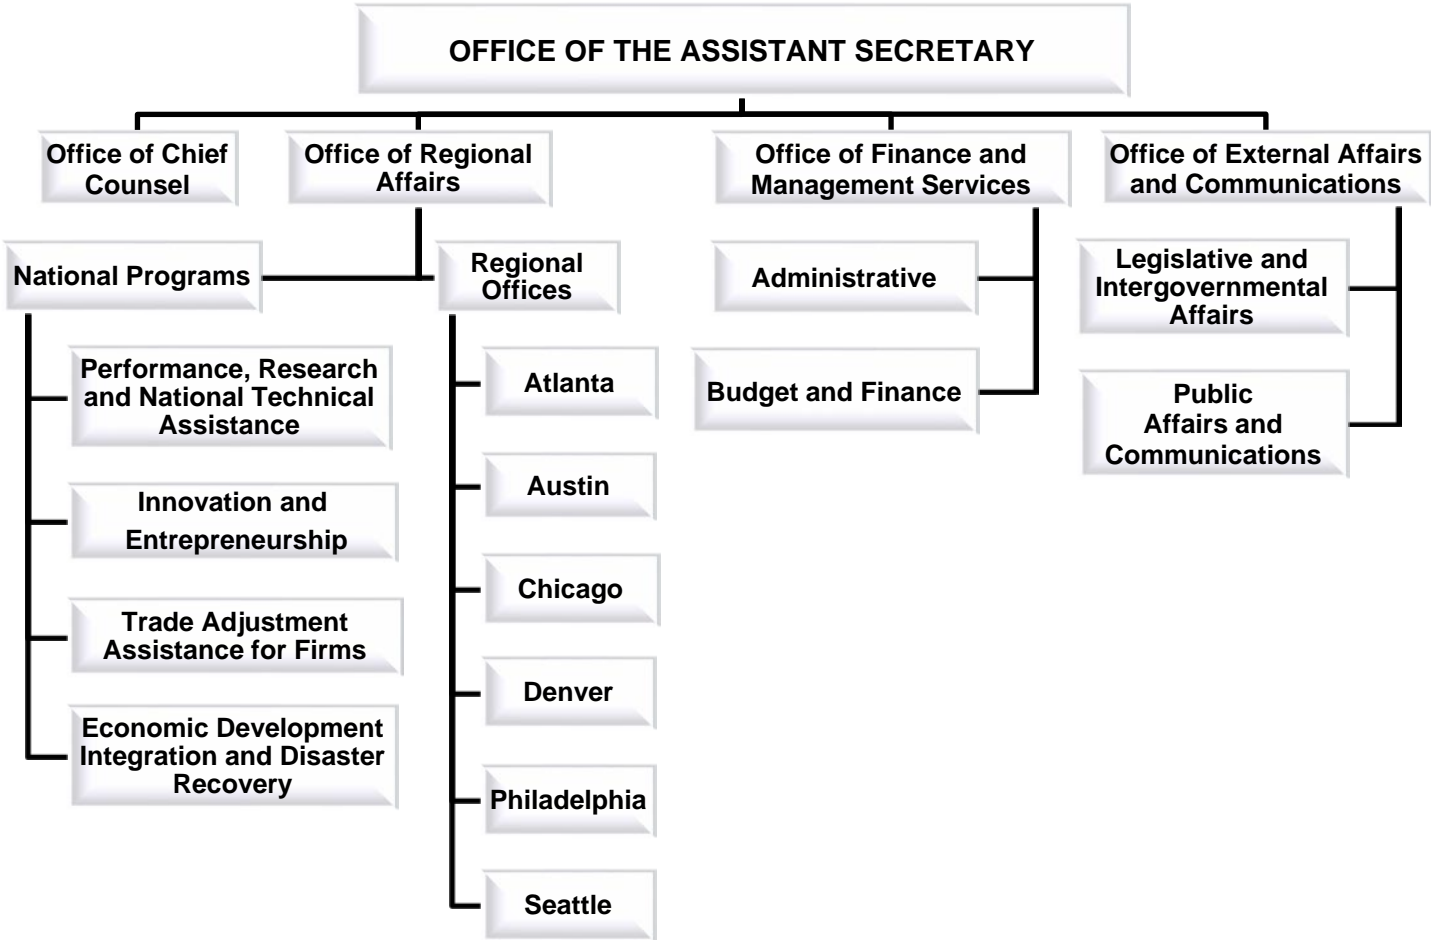 OFFICE OF THE ASSISTANT SECRETARY
Office of Chief
Counsel
Office of Regional
Affairs
Office of Finance and
Management Services
Office of External Affairs
and Communications
National Programs
Regional
Offices
Administrative
Legislative and
Intergovernmental
Affairs
Performance, Research
and National Technical
Assistance
Atlanta
Budget and Finance
Public
Affairs and
Communications
Innovation and
Entrepreneurship
Austin
Chicago
Trade Adjustment
Assistance for Firms
Denver
Economic Development
Integration and Disaster
Recovery
Philadelphia
Seattle